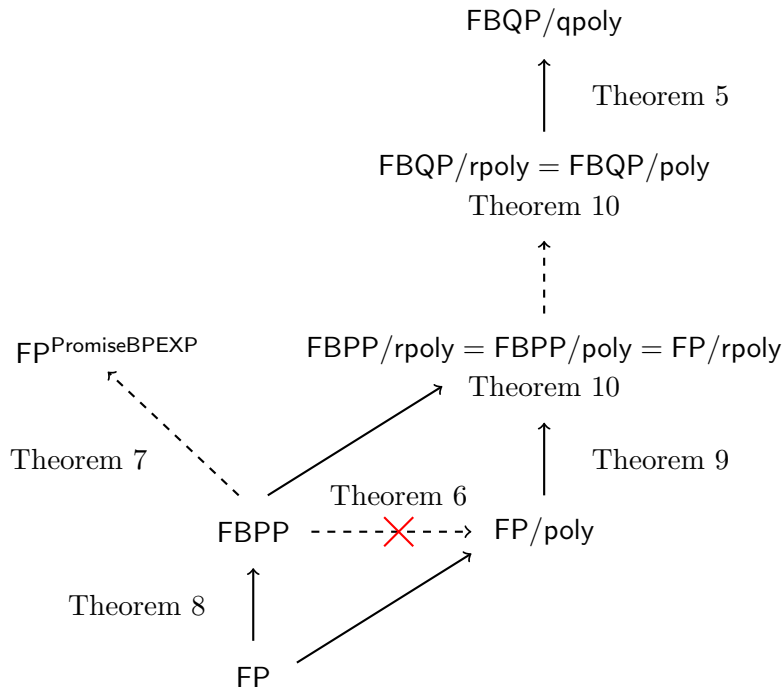 FBQP/qpoly
Theorem 5
FBQP/rpoly = FBQP/poly
Theorem 10
FP^PromiseBPEXP
FBPP/rpoly = FBPP/poly = FP/rpoly
Theorem 10
Theorem 7
Theorem 9
Theorem 6
FBPP
FP/poly
Theorem 8
FP